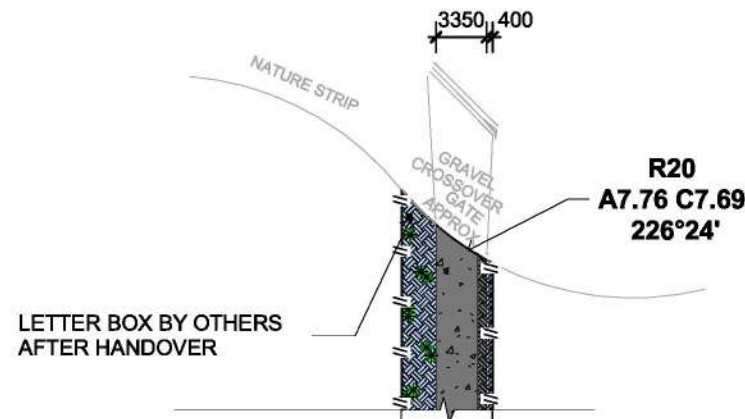 3350 400
NATURE STRIP
GRAVEL
CROSSOVER
GATE
APPROX
R20
A7.76 C7.69
226°24'
LETTER BOX BY OTHERS
AFTER HANDOVER